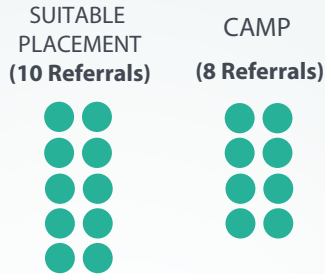 SUITABLE
PLACEMENT
(10 Referrals)
CAMP
(8 Referrals)